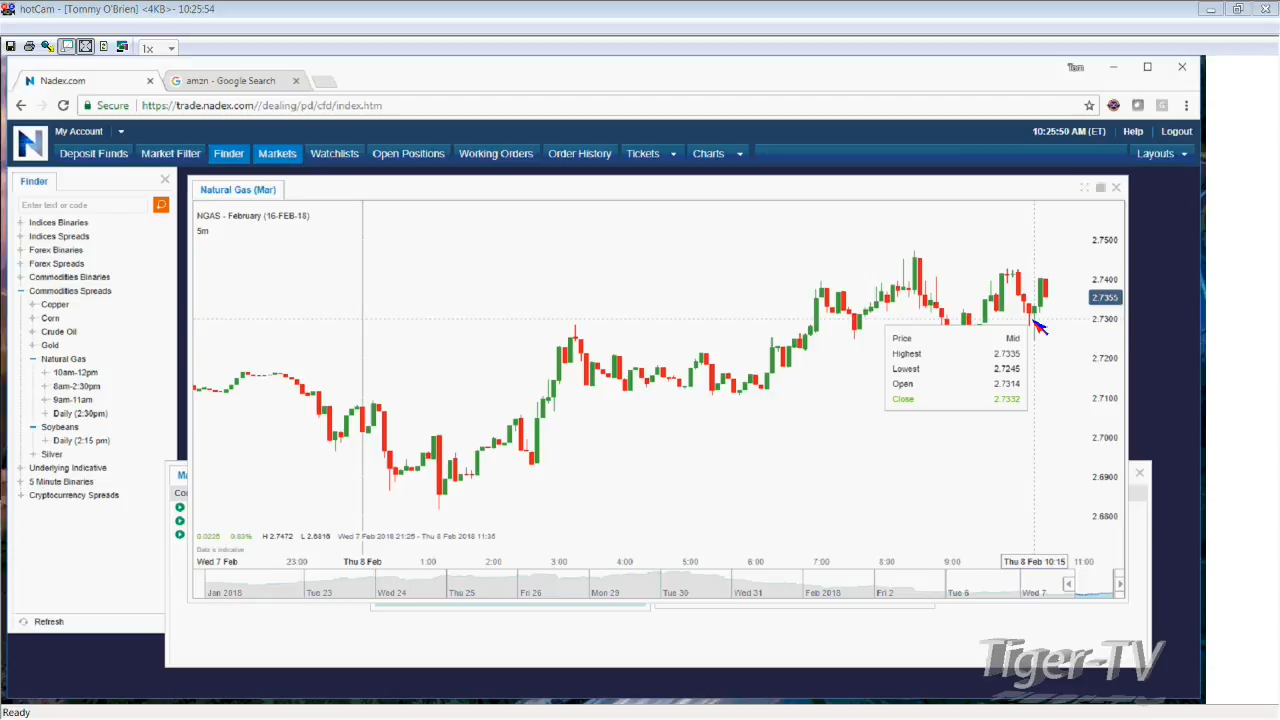 hotCam - [Tommy O'Brien] <4KB> - 10:25:54
1x
Nadex.com
amzn - Google Search
Tom
Secure
https://trade.nadex.com//dealing/pd/cfd/index.htm
My Account
10:25:50 AM (ET)
Help
Logout
Deposit Funds
Market Filter
Finder
Markets
Watchlists
Open Positions
Working Orders
Order History
Tickets
Charts
Layouts
Finder
Enter text or code
Indices Binaries
Indices Spreads
Forex Binaries
Forex Spreads
Commodities Binaries
Commodities Spreads
Copper
Corn
Crude Oil
Gold
Natural Gas
10am-12pm
8am-2:30pm
9am-11am
Daily (2:30pm)
Soybeans
Daily (2:15 pm)
Silver
Underlying Indicative
5 Minute Binaries
Cryptocurrency Spreads
Refresh
Natural Gas (Mar)
NGAS - February (16-FEB-18)
5m
2.7500
2.7400
2.7355
2.7300
2.7200
2.7100
2.7000
2.6900
2.6800
Price Mid
Highest 2.7335
Lowest 2.7245
Open 2.7314
Close 2.7332
0.0235 0.83% H 2.7472 L 2.6816 Wed 7 Feb 2018 21:25 - Thu 8 Feb 2018 11:35
Data is indicative
Wed 7 Feb 23:00 Thu 8 Feb 1:00 2:00 3:00 4:00 5:00 6:00 7:00 8:00 9:00 Thu 8 Feb 10:15 11:00
Jan 2018 Tue 23 Wed 24 Thu 25 Fri 26 Mon 29 Tue 30 Wed 31 Feb 2018 Fri 2 Tue 6 Wed 7
Tiger-TV
Ready